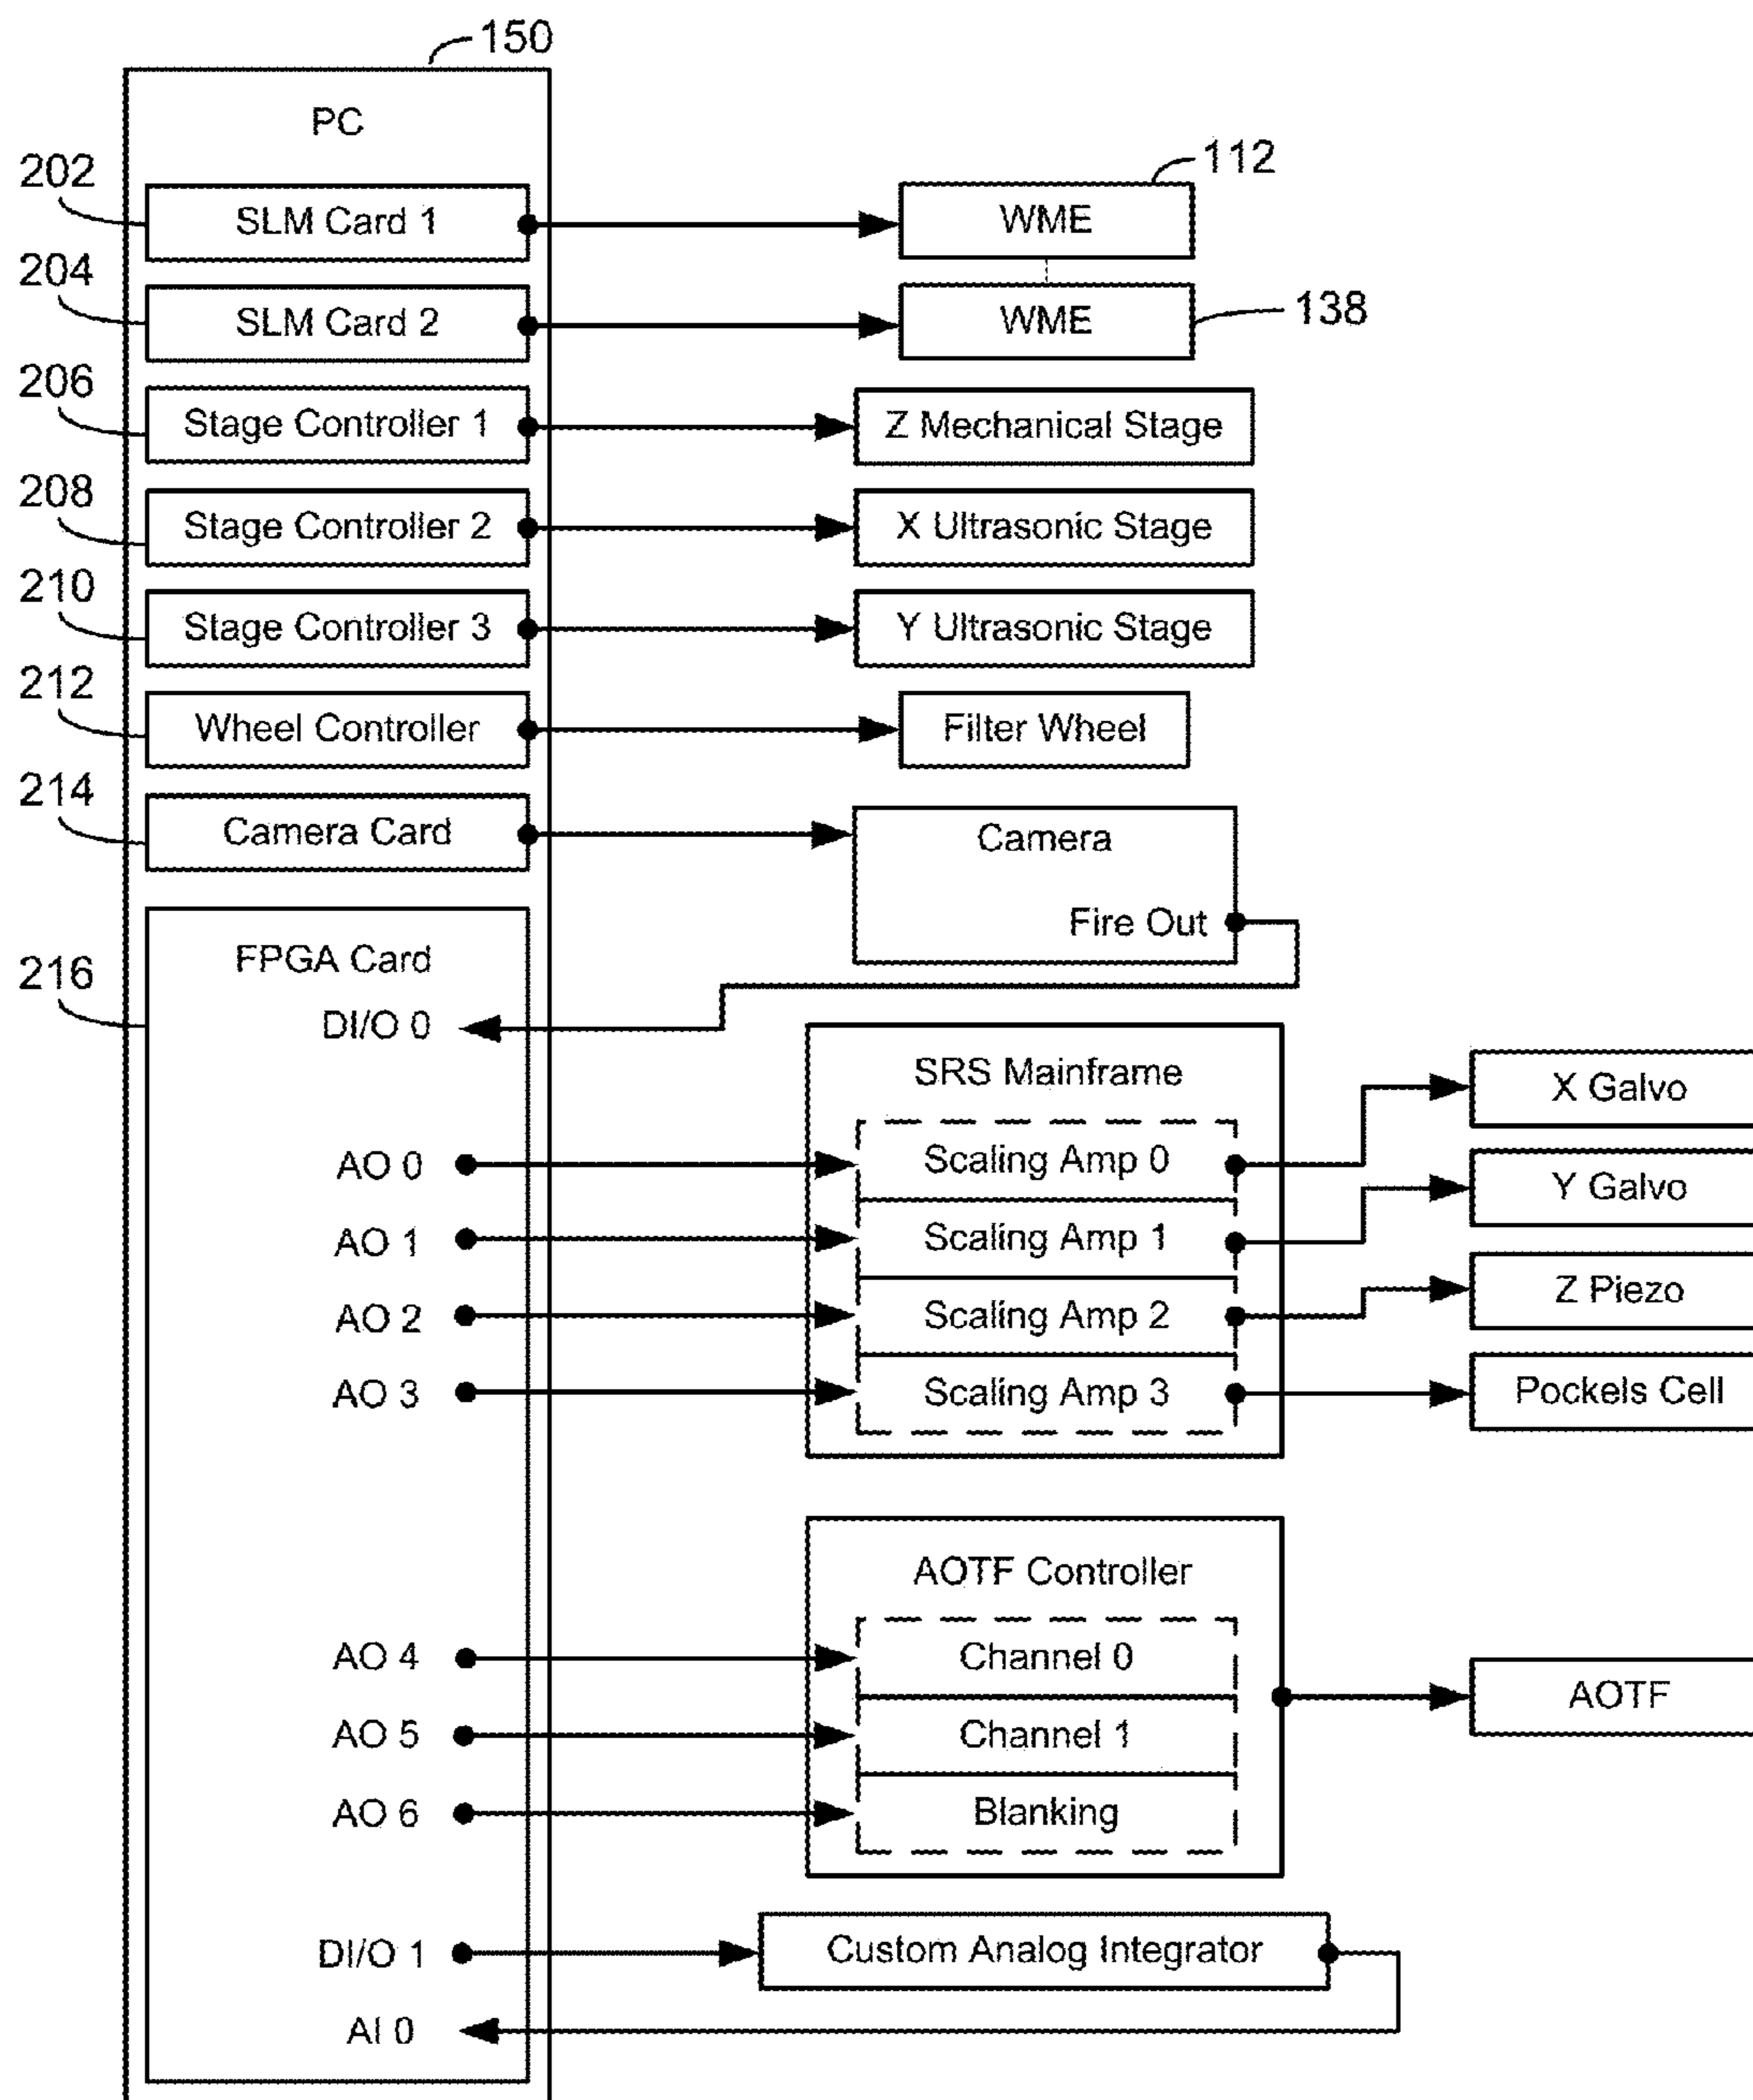 150
PC
202
SLM Card 1
WME
112
204
SLM Card 2
WME
138
206
Stage Controller 1
Z Mechanical Stage
208
Stage Controller 2
X Ultrasonic Stage
210
Stage Controller 3
Y Ultrasonic Stage
212
Wheel Controller
Filter Wheel
214
Camera Card
Camera
Fire Out
216
FPGA Card
DI/O 0
SRS Mainframe
X Galvo
AO 0
Scaling Amp 0
Y Galvo
AO 1
Scaling Amp 1
Z Piezo
AO 2
Scaling Amp 2
AO 3
Scaling Amp 3
Pockels Cell
AOTF Controller
AO 4
Channel 0
AOTF
AO 5
Channel 1
AO 6
Blanking
DI/O 1
Custom Analog Integrator
AI 0